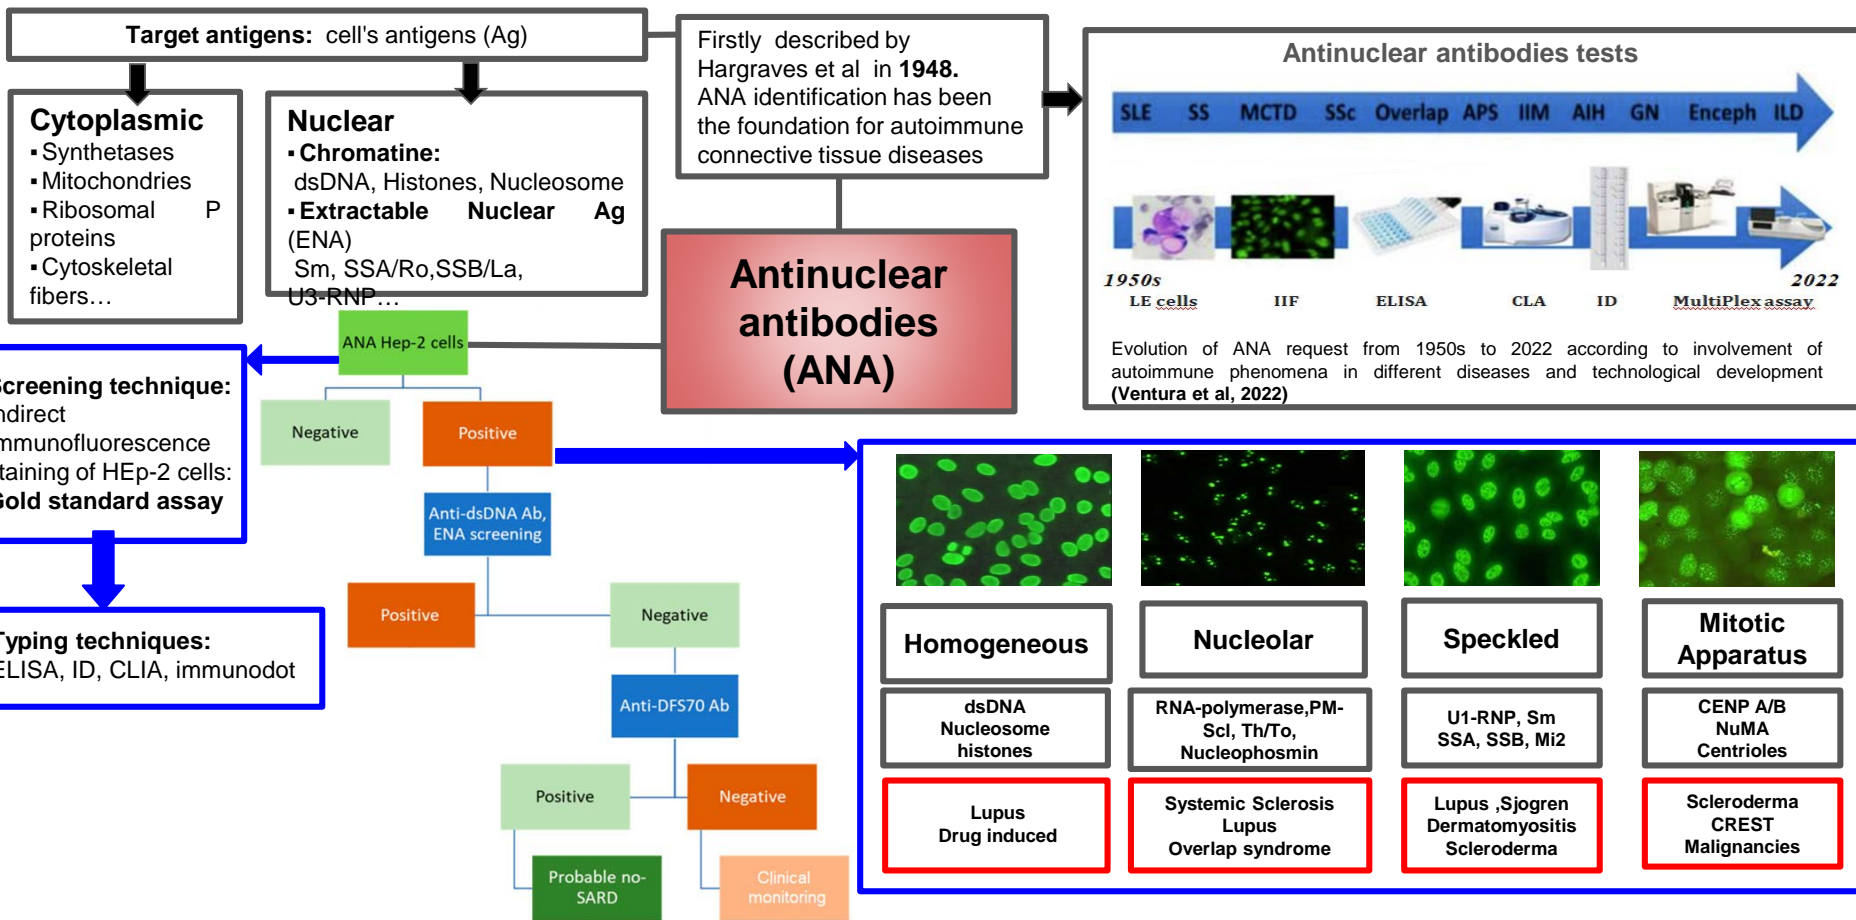 Target antigens: cell's antigens (Ag)
Cytoplasmic
▪Synthetases
▪Mitochondries
▪Ribosomal P
proteins
▪Cytoskeletal
fibers…
Nuclear
▪Chromatine:
dsDNA, Histones, Nucleosome
▪Extractable Nuclear Ag
(ENA)
Sm, SSA/Ro,SSB/La,
U3-RNP…
Firstly described by
Hargraves et al in 1948.
ANA identification has been
the foundation for autoimmune
connective tissue diseases
Antinuclear antibodies tests
SLE SS MCTD SSc Overlap APS IIM AIH GN Enceph ILD
1950s 2022
LE cells IIF ELISA CLA ID MultiPlex assay
Evolution of ANA request from 1950s to 2022 according to involvement of
autoimmune phenomena in different diseases and technological development
(Ventura et al, 2022)
Antinuclear
antibodies
(ANA)
ANA Hep-2 cells
Negative
Positive
Anti-dsDNA Ab,
ENA screening
Positive
Negative
Anti-DFS70 Ab
Positive
Negative
Probable no-
SARD
Clinical
monitoring
Screening technique:
ndirect
mmunofluorescence
taining of HEp-2 cells:
Gold standard assay
Typing techniques:
ELISA, ID, CLIA, immunodot
Homogeneous
dsDNA
Nucleosome
histones
Lupus
Drug induced
Nucleolar
RNA-polymerase,PM-
Scl, Th/To,
Nucleophosmin
Systemic Sclerosis
Lupus
Overlap syndrome
Speckled
U1-RNP, Sm
SSA, SSB, Mi2
Lupus ,Sjogren
Dermatomyositis
Scleroderma
Mitotic
Apparatus
CENP A/B
NuMA
Centrioles
Scleroderma
CREST
Malignancies